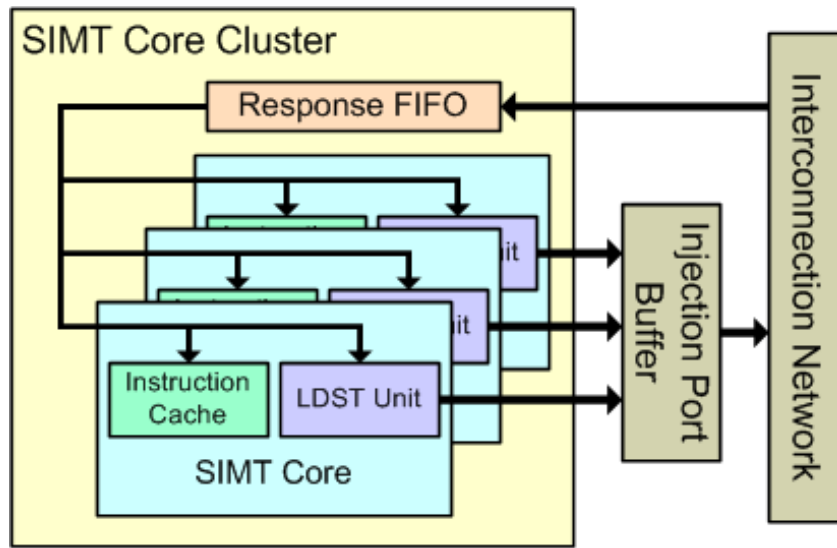 SIMT Core Cluster
Response FIFO
Instruction
Cache
LDST Unit
SIMT Core
Injection Port
Buffer
Interconnection Network